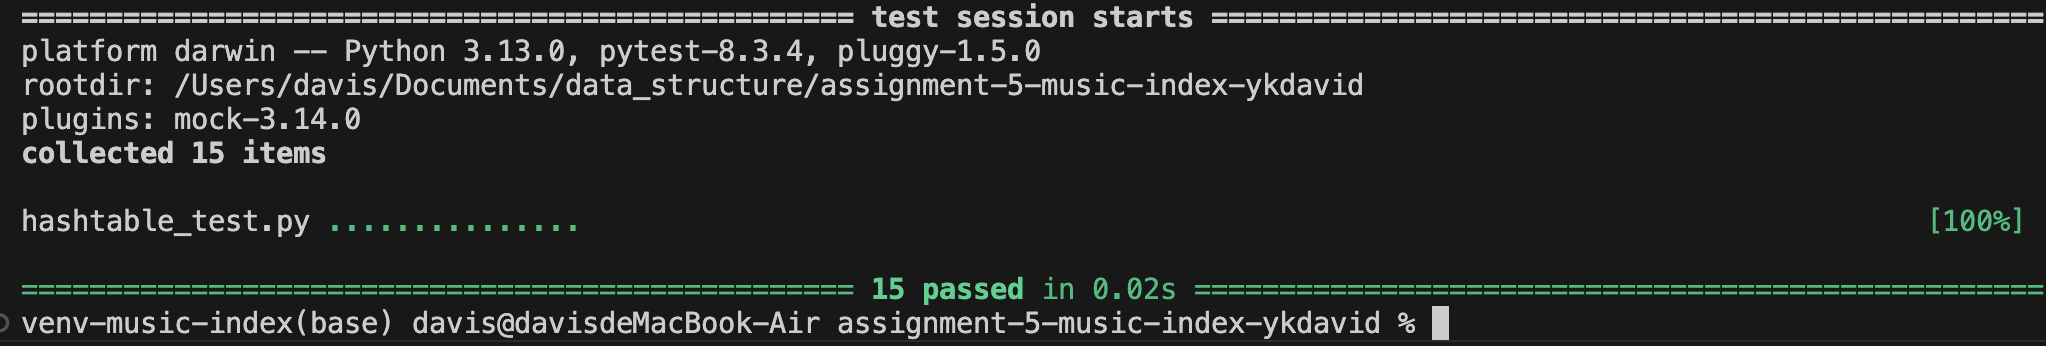 ================================================= test session starts =================================================
platform darwin -- Python 3.13.0, pytest-8.3.4, pluggy-1.5.0
rootdir: /Users/davis/Documents/data_structure/assignment-5-music-index-ykdavid
plugins: mock-3.14.0
collected 15 items
hashtable_test.py ............... [100%]
================================================= 15 passed in 0.02s ==================================================
venv-music-index(base) davis@davisdeMacBook-Air assignment-5-music-index-ykdavid %